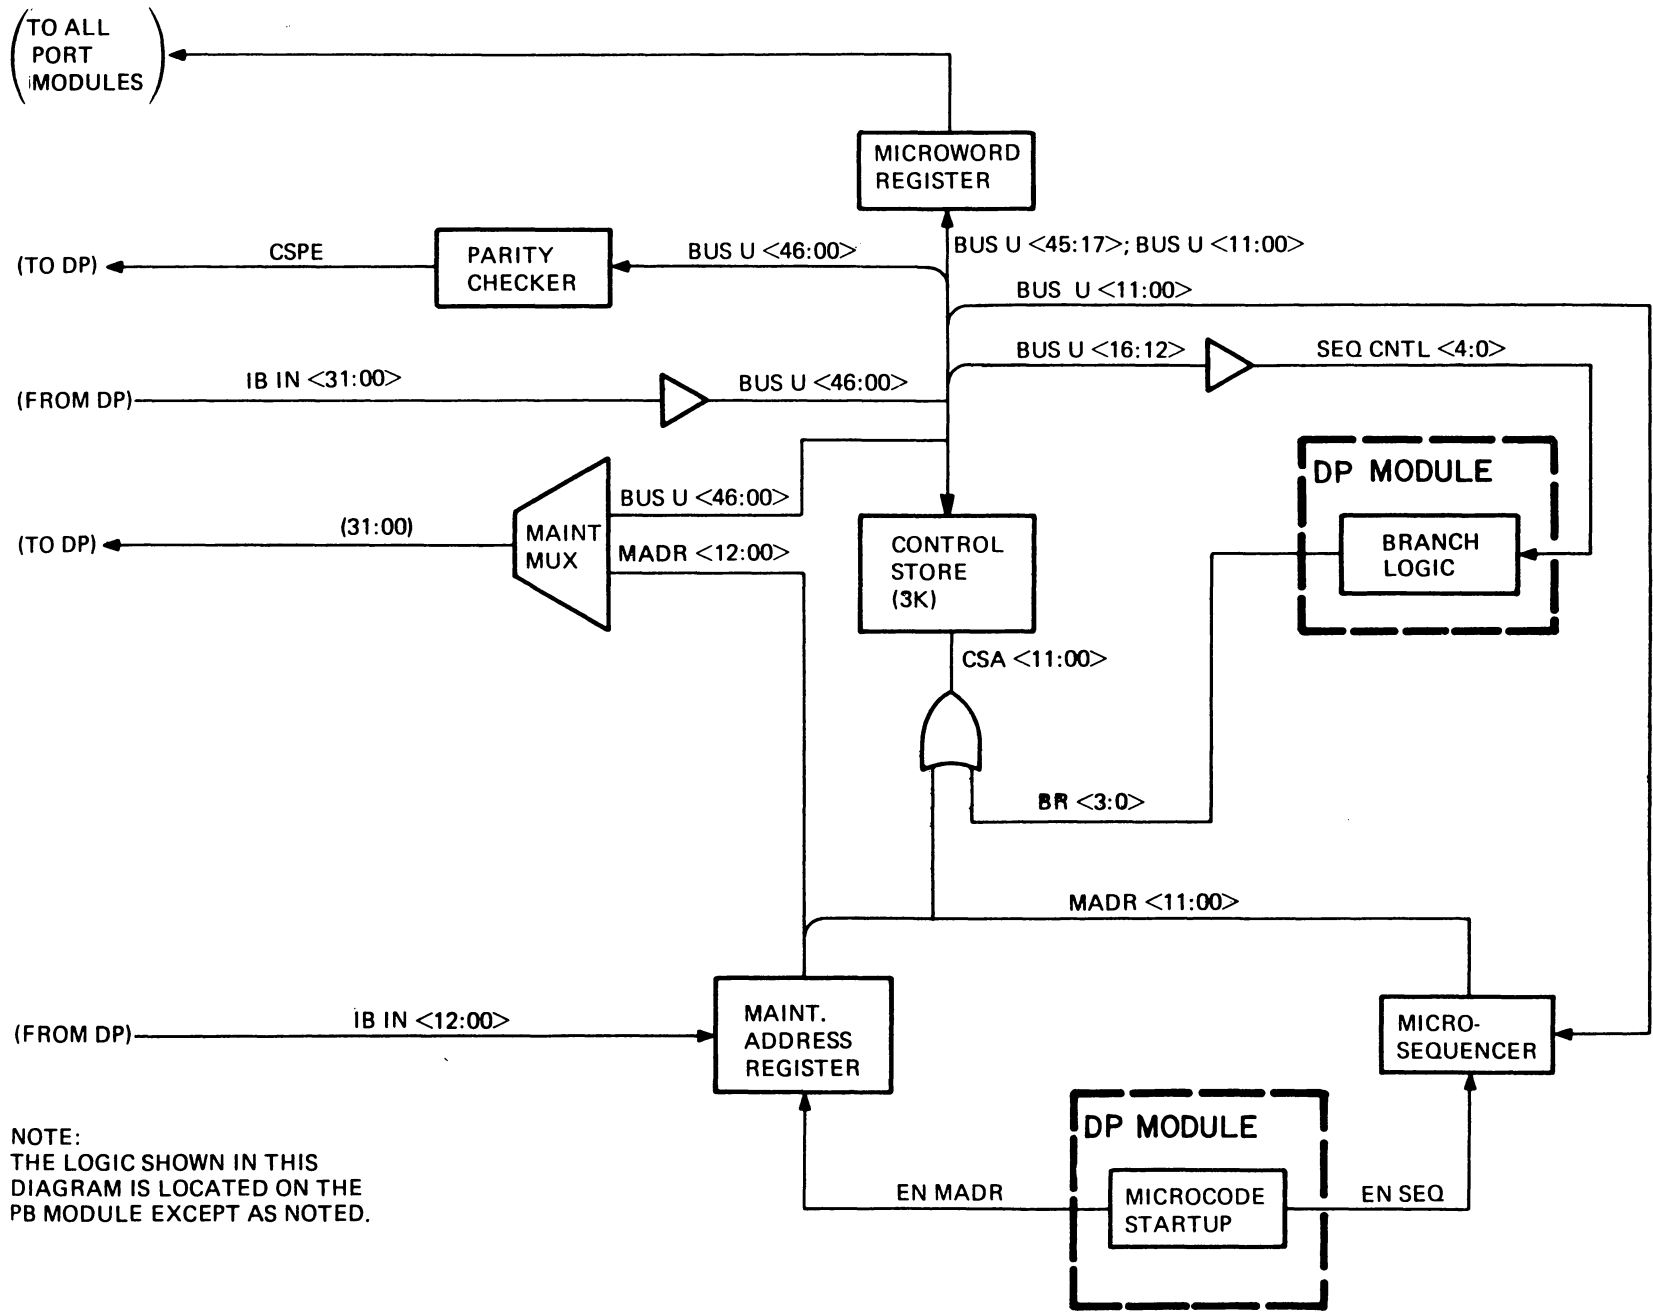 TO ALL
PORT
MODULES
MICROWORD
REGISTER
(TO DP)
CSPE
PARITY
CHECKER
BUS U <46:00>
BUS U <45:17>; BUS U <11:00>
BUS U <11:00>
BUS U <16:12>
SEQ CNTL <4:0>
(FROM DP)
IB IN <31:00>
BUS U <46:00>
DP MODULE
BRANCH
LOGIC
(TO DP)
(31:00)
MAINT
MUX
BUS U <46:00>
MADR <12:00>
CONTROL
STORE
(3K)
CSA <11:00>
BR <3:0>
MADR <11:00>
(FROM DP)
IB IN <12:00>
MAINT.
ADDRESS
REGISTER
MICRO-
SEQUENCER
DP MODULE
EN MADR
MICROCODE
STARTUP
EN SEQ
NOTE:
THE LOGIC SHOWN IN THIS
DIAGRAM IS LOCATED ON THE
PB MODULE EXCEPT AS NOTED.